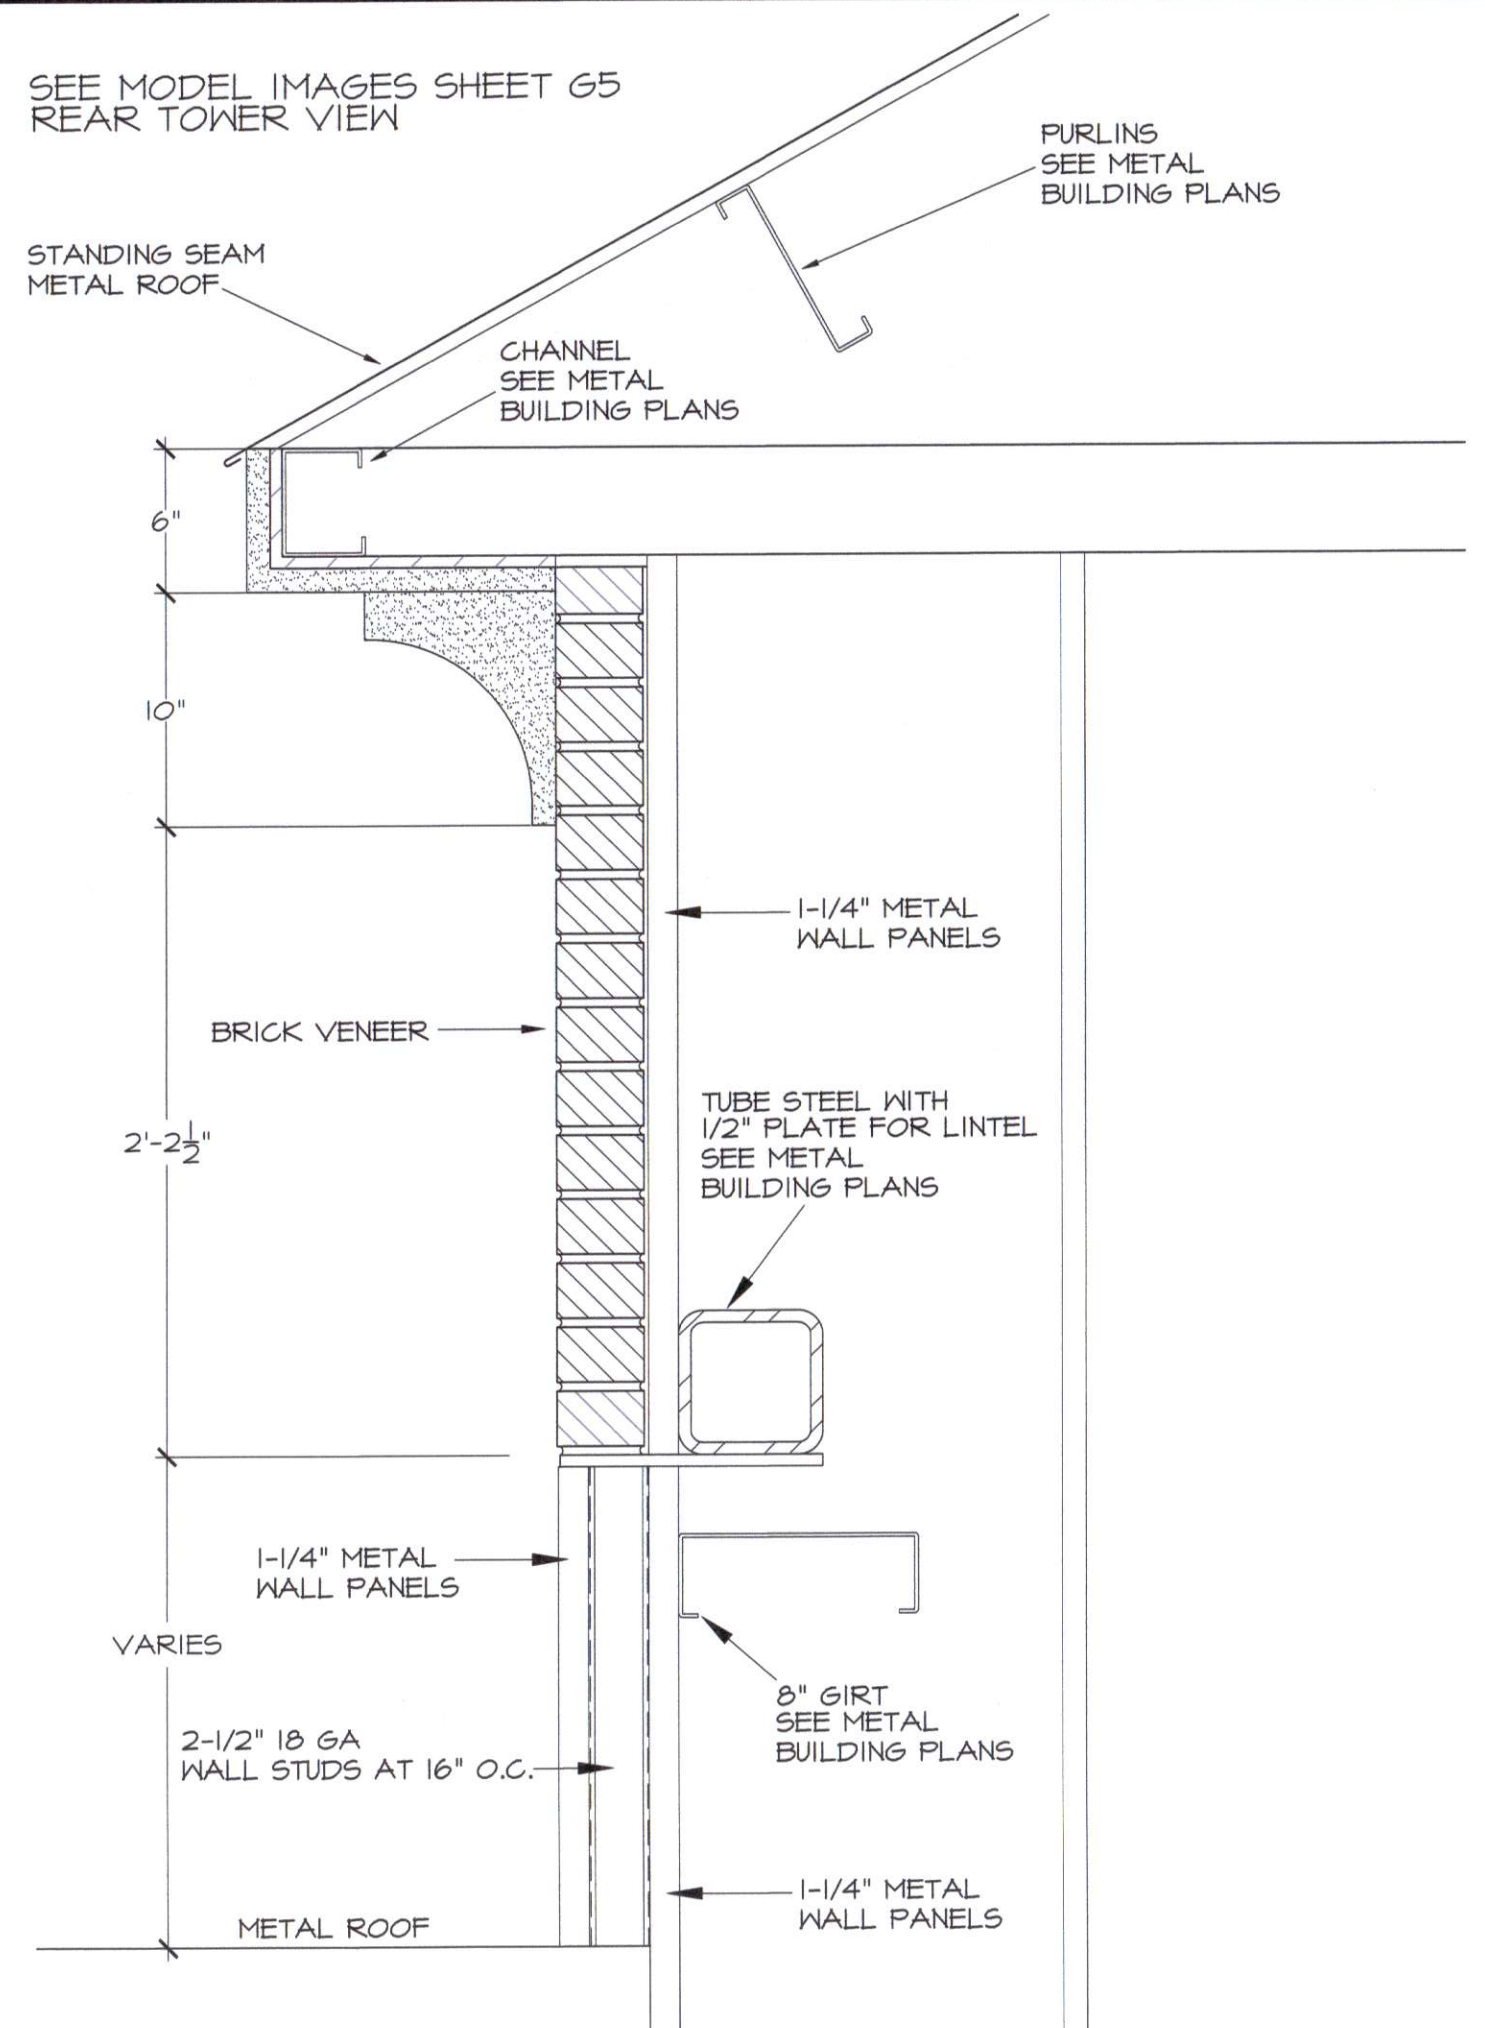 SEE MODEL IMAGES SHEET G5
REAR TOWER VIEW
PURLINS
SEE METAL
BUILDING PLANS
STANDING SEAM
METAL ROOF
CHANNEL
SEE METAL
BUILDING PLANS
6"
10"
1-1/4" METAL
WALL PANELS
BRICK VENEER
TUBE STEEL WITH
1/2" PLATE FOR LINTEL
SEE METAL
BUILDING PLANS
2'-2½"
1-1/4" METAL
WALL PANELS
VARIES
8" GIRT
SEE METAL
BUILDING PLANS
2-1/2" 18 GA
WALL STUDS AT 16" O.C.
1-1/4" METAL
WALL PANELS
METAL ROOF